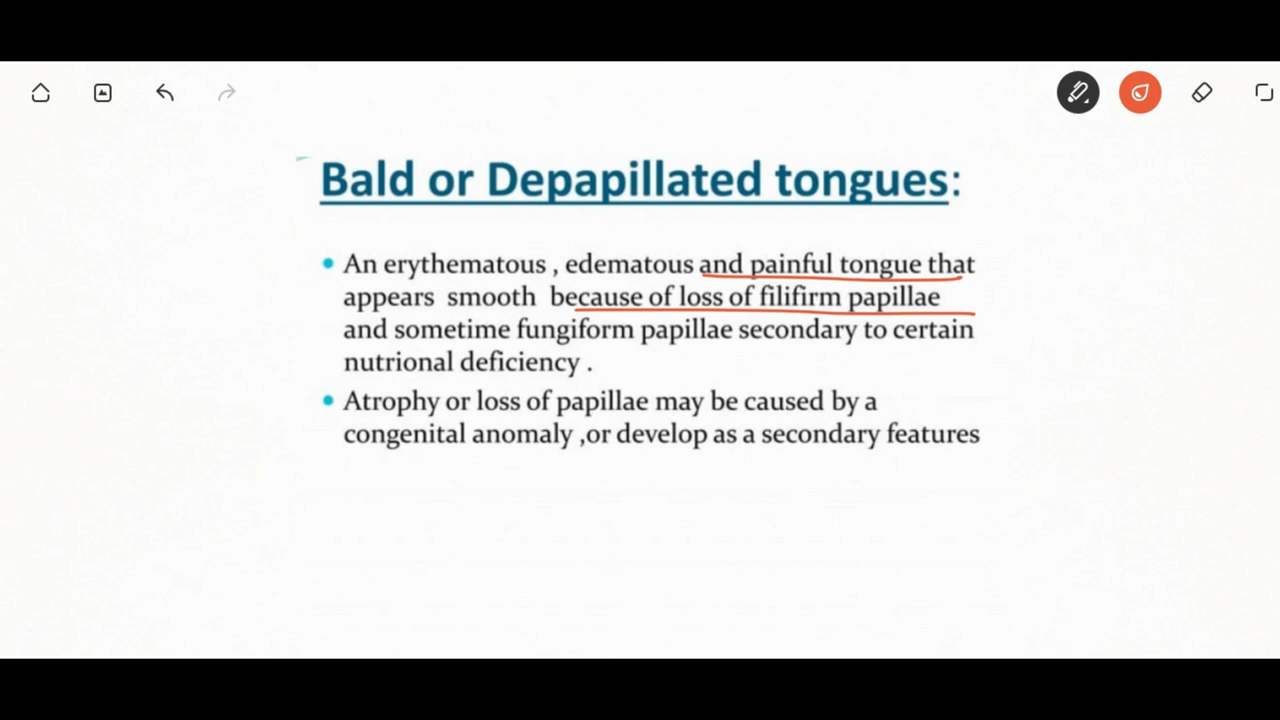 Bald or Depapillated tongues:
• An erythematous , edematous and painful tongue that
appears smooth because of loss of filifirm papillae
and sometime fungiform papillae secondary to certain
nutrional deficiency .
• Atrophy or loss of papillae may be caused by a
congenital anomaly ,or develop as a secondary features